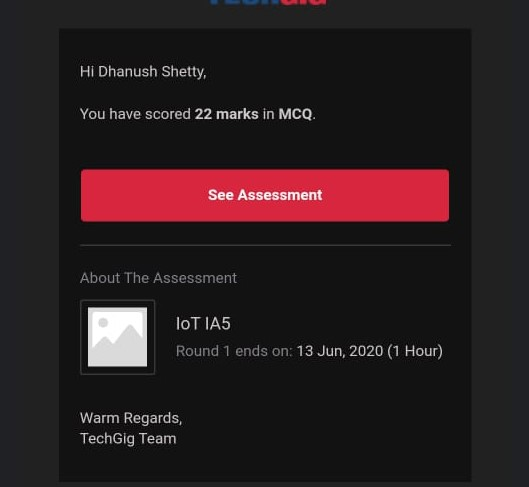 TECHGIG
Hi Dhanush Shetty,
You have scored 22 marks in MCQ.
See Assessment
About The Assessment
IoT IA5
Round 1 ends on: 13 Jun, 2020 (1 Hour)
Warm Regards,
TechGig Team